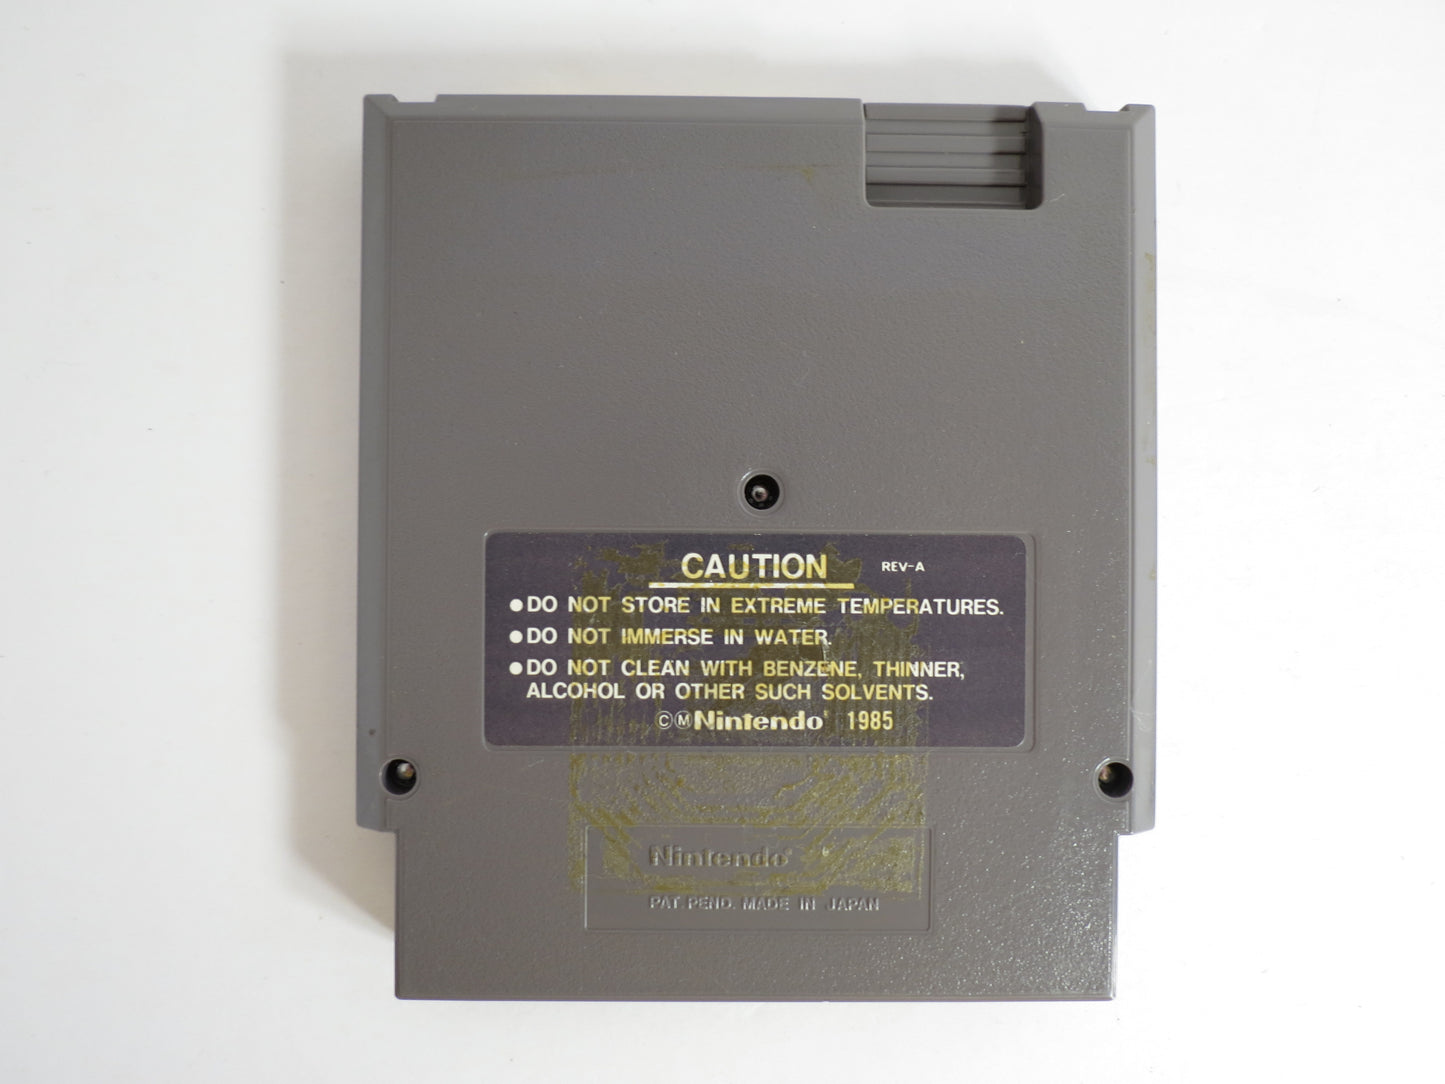 CAUTION REV-A
●DO NOT STORE IN EXTREME TEMPERATURES.
●DO NOT IMMERSE IN WATER.
●DO NOT CLEAN WITH BENZENE, THINNER,
ALCOHOL OR OTHER SUCH SOLVENTS.
ⒸⓂNintendo® 1985
Nintendo®
PAT. PEND. MADE IN JAPAN